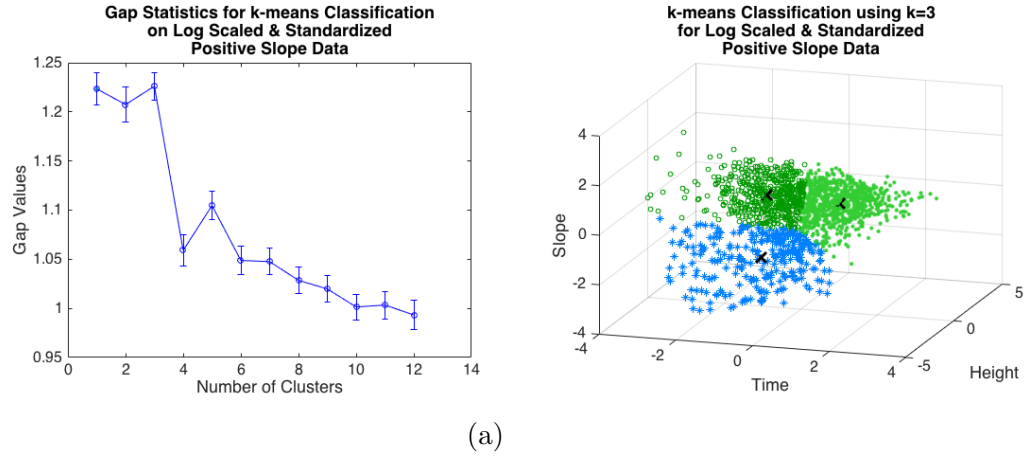 Gap Statistics for k-means Classification
on Log Scaled & Standardized
Positive Slope Data
1.25
1.2
1.15
1.1
1.05
1
0.95
Gap Values
0
2
4
6
8
10
12
14
Number of Clusters
k-means Classification using k=3
for Log Scaled & Standardized
Positive Slope Data
4
2
0
-2
-4
Slope
-4
-2
0
2
4
Time
-5
0
5
Height
(a)